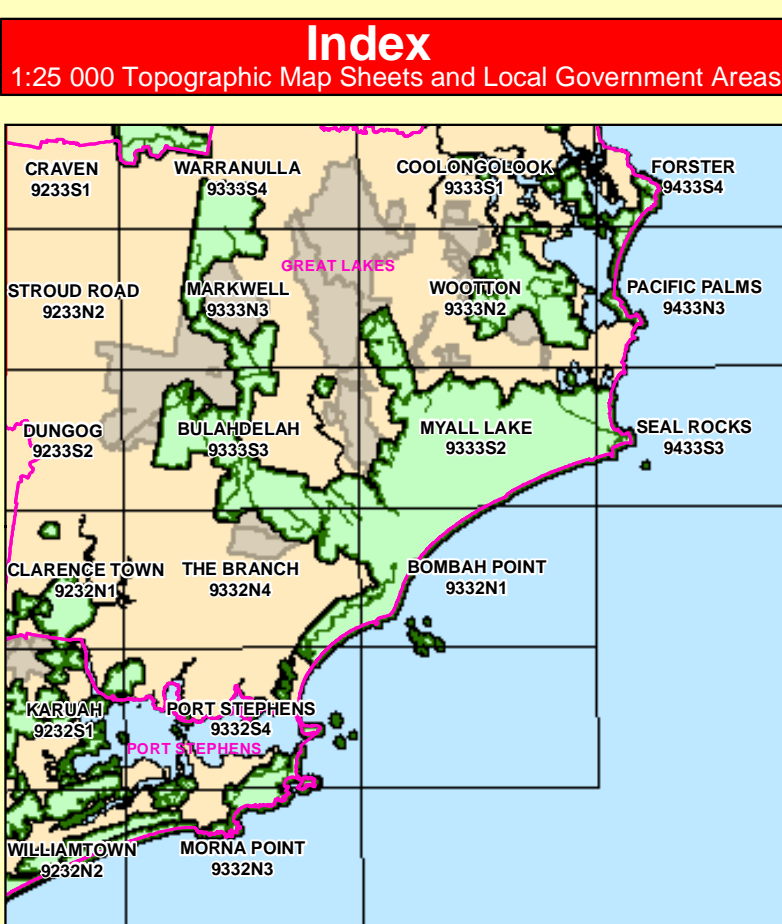 Index
1:25 000 Topographic Map Sheets and Local Government Areas
CRAVEN
9233S1
WARRANULLA
9333S4
COOLONGOLOOK
9333S1
FORSTER
9433S4
GREAT LAKES
STROUD ROAD
9233N2
MARKWELL
9333N3
WOOTTON
9333N2
PACIFIC PALMS
9433N3
DUNGOG
9233S2
BULAHDELAH
9333S3
MYALL LAKE
9333S2
SEAL ROCKS
9433S3
CLARENCE TOWN
9232N1
THE BRANCH
9332N4
BOMBAH POINT
9332N1
KARUAH
9232S1
PORT STEPHENS
9332S4
PORT STEPHENS
WILLIAMTOWN
9232N2
MORNA POINT
9332N3